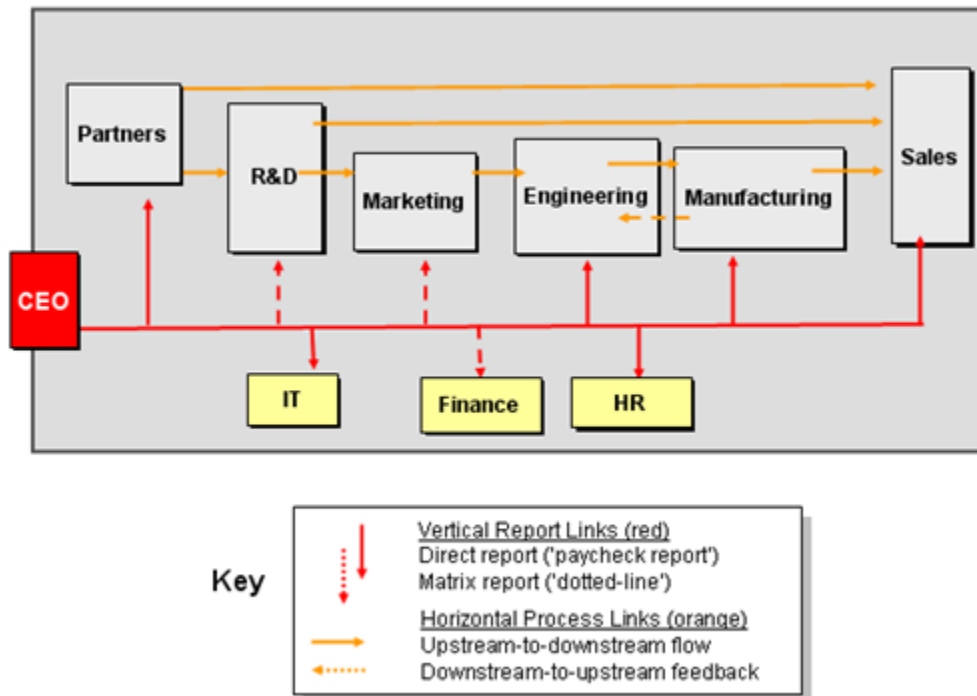 Partners
R&D
Marketing
Engineering
Manufacturing
Sales
CEO
IT
Finance
HR
Key
Vertical Report Links (red)
Direct report ('paycheck report')
Matrix report ('dotted-line')
Horizontal Process Links (orange)
Upstream-to-downstream flow
Downstream-to-upstream feedback